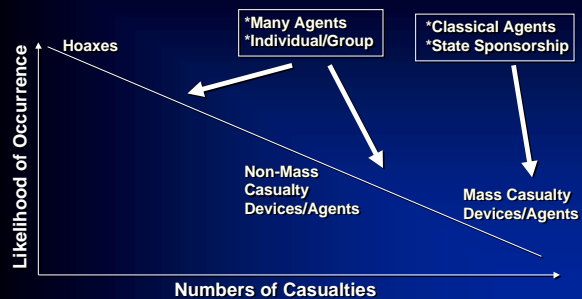 *Many Agents
*Individual/Group
*Classical Agents
*State Sponsorship
Hoaxes
Likelihood of Occurrence
Non-Mass
Casualty
Devices/Agents
Mass Casualty
Devices/Agents
Numbers of Casualties